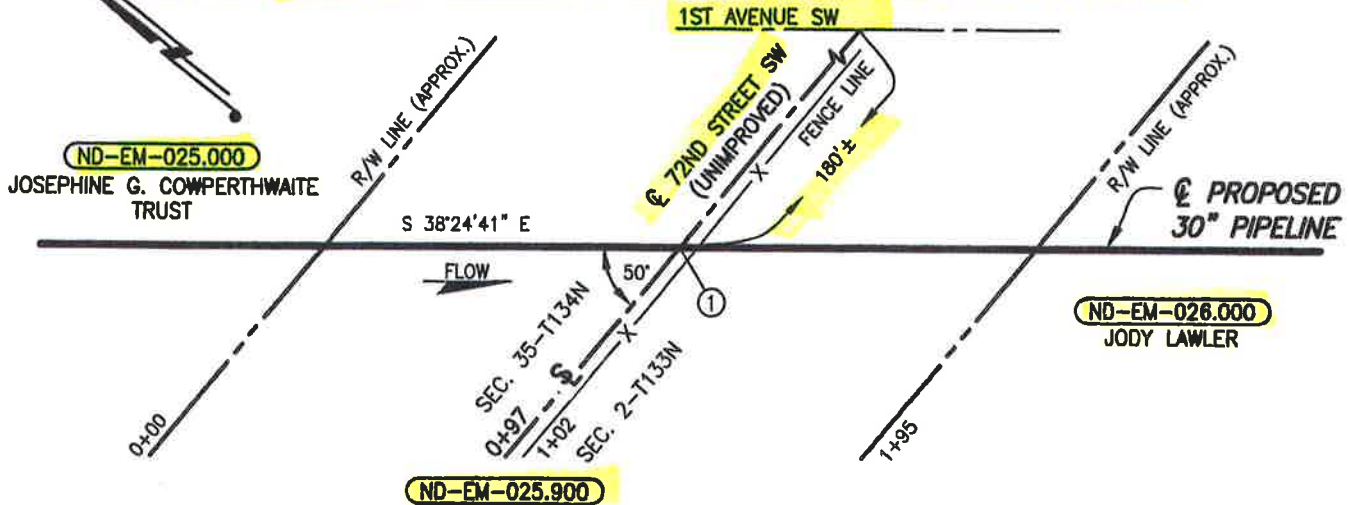 1ST AVENUE SW
R/W LINE (APPROX.)
℄ 72ND STREET SW
(UNIMPROVED)
FENCE LINE
X
180'±
R/W LINE (APPROX.)
ND-EM-025.000
JOSEPHINE G. COWPERTHWAITE
TRUST
℄ PROPOSED
30" PIPELINE
S 38°24'41" E
FLOW
50°
1
ND-EM-026.000
JODY LAWLER
SEC. 35-T134N
X
SEC. 2-T133N
0+00
0+97
1+02
1+95
ND-EM-025.900